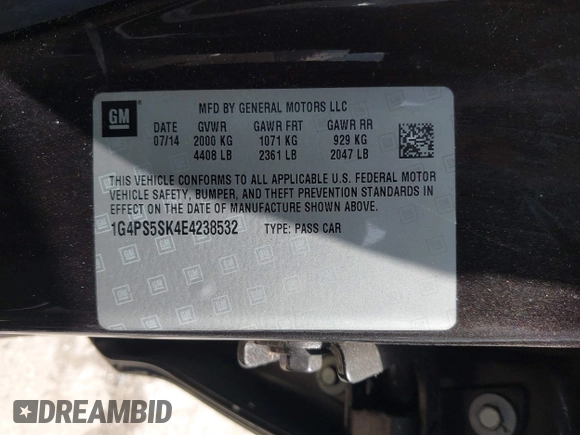 GM
MFD BY GENERAL MOTORS LLC
DATE GVWR GAWR FRT GAWR RR
07/14 2000 KG 1071 KG 929 KG
4408 LB 2361 LB 2047 LB
THIS VEHICLE CONFORMS TO ALL APPLICABLE U.S. FEDERAL MOTOR
VEHICLE SAFETY, BUMPER, AND THEFT PREVENTION STANDARDS IN
EFFECT ON THE DATE OF MANUFACTURE SHOWN ABOVE.
1G4PS5SK4E4238532 TYPE: PASS CAR
DREAMBID